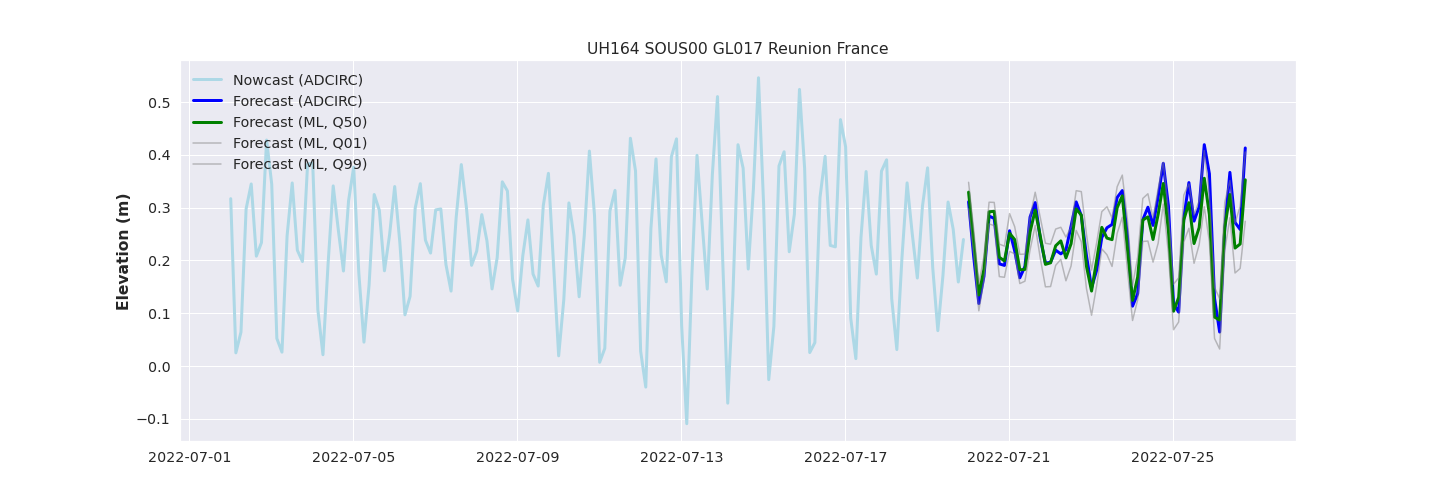 UH164 SOUS00 GL017 Reunion France
Nowcast (ADCIRC)
Forecast (ADCIRC)
Forecast (ML, Q50)
Forecast (ML, Q01)
Forecast (ML, Q99)
Elevation (m)
0.5
0.4
0.3
0.2
0.1
0.0
−0.1
2022-07-01 2022-07-05 2022-07-09 2022-07-13 2022-07-17 2022-07-21 2022-07-25